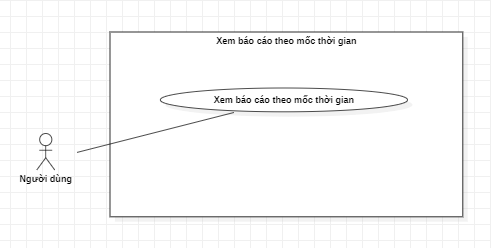 Xem báo cáo theo mốc thời gian
Xem báo cáo theo mốc thời gian
Người dùng